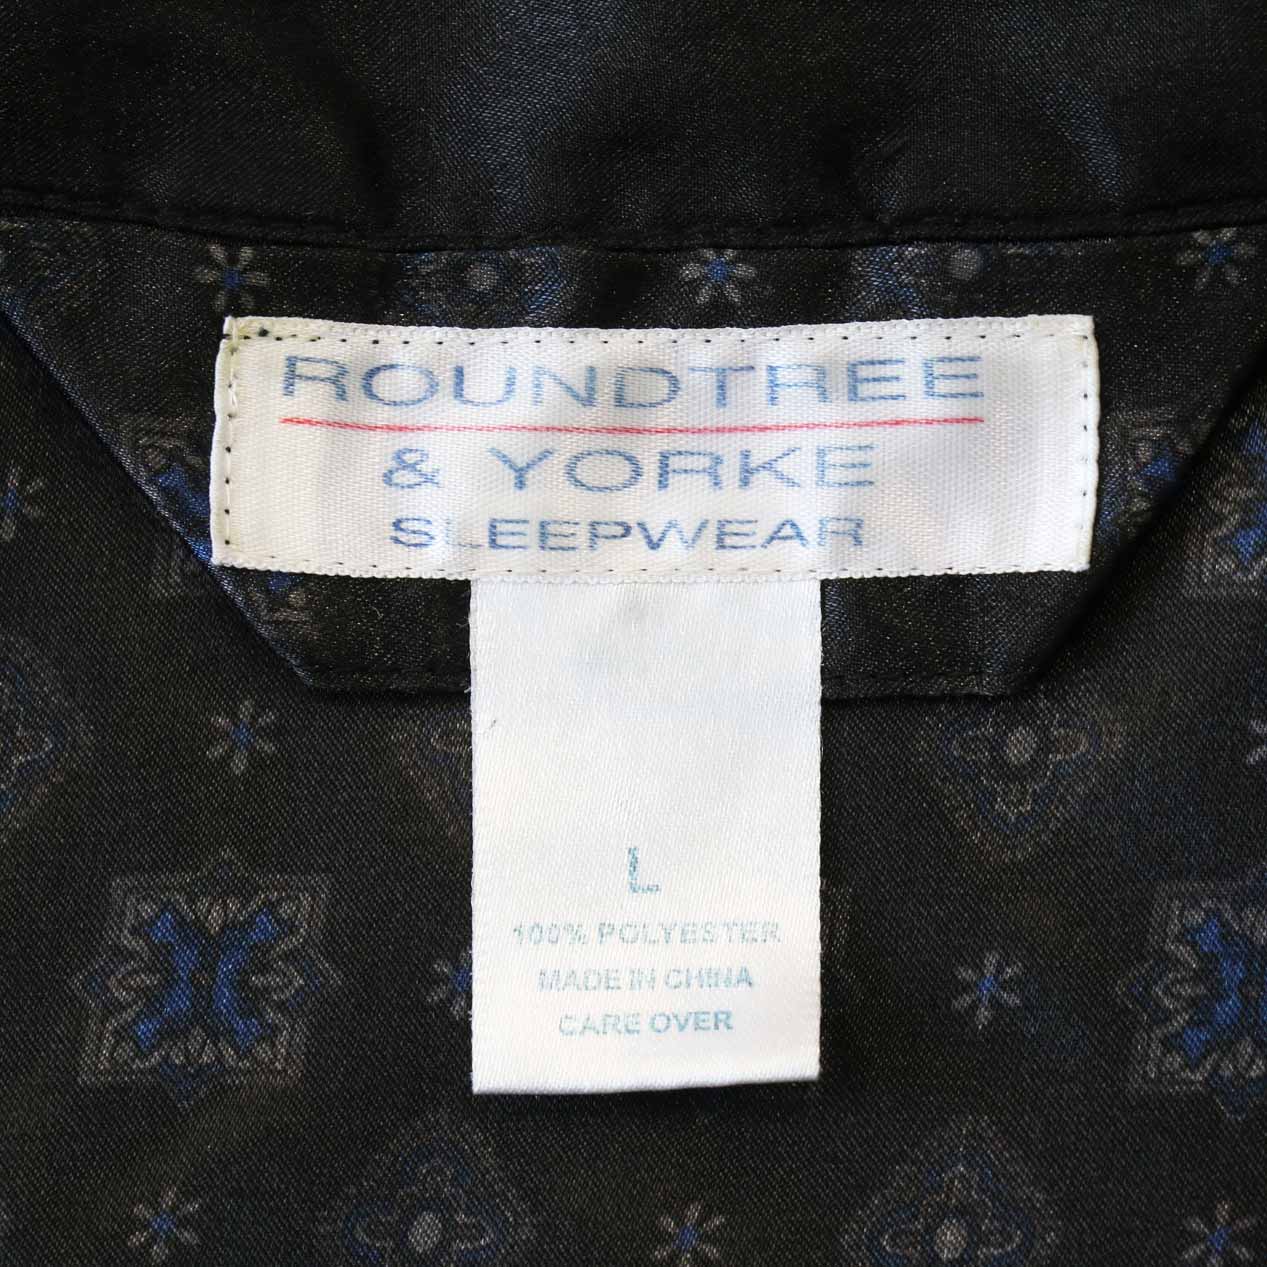 ROUNDTREE
& YORKE
SLEEPWEAR
L
100% POLYESTER
MADE IN CHINA
CARE OVER